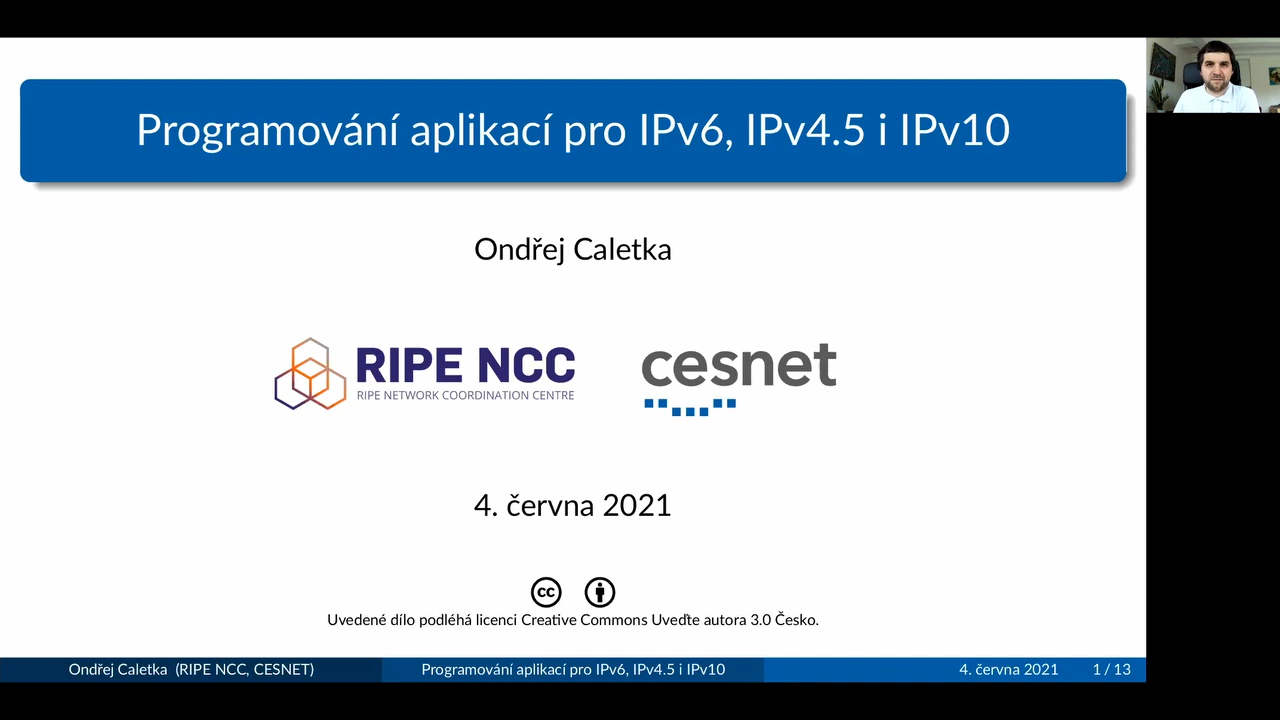 Programování aplikací pro IPv6, IPv4.5 i IPv10
Ondřej Caletka
RIPE NCC
RIPE NETWORK COORDINATION CENTRE
cesnet
4. června 2021
cc
Uvedené dílo podléhá licenci Creative Commons Uveďte autora 3.0 Česko.
Ondřej Caletka (RIPE NCC, CESNET)
Programování aplikací pro IPv6, IPv4.5 i IPv10
4. června 2021
1 / 13